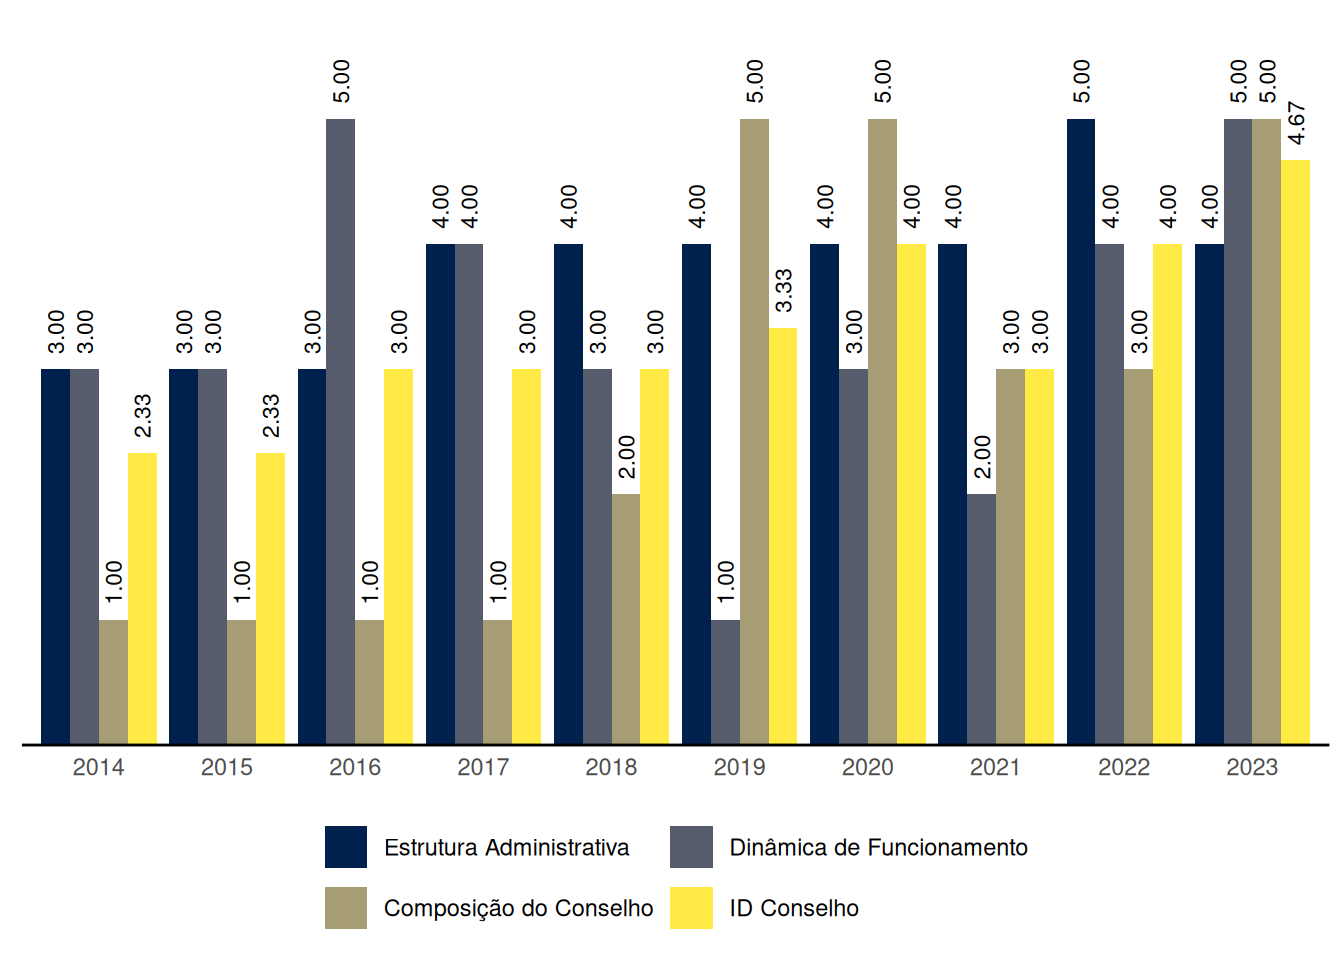 3.00 3.00 1.00 2.33 3.00 3.00 1.00 2.33 3.00 5.00 1.00 3.00 4.00 4.00 1.00 3.00 4.00 3.00 2.00 3.00 4.00 1.00 5.00 3.33 4.00 3.00 5.00 4.00 4.00 2.00 3.00 3.00 5.00 4.00 3.00 4.00 4.00 5.00 5.00 4.67
2014 2015 2016 2017 2018 2019 2020 2021 2022 2023
Estrutura Administrativa Dinâmica de Funcionamento
Composição do Conselho ID Conselho